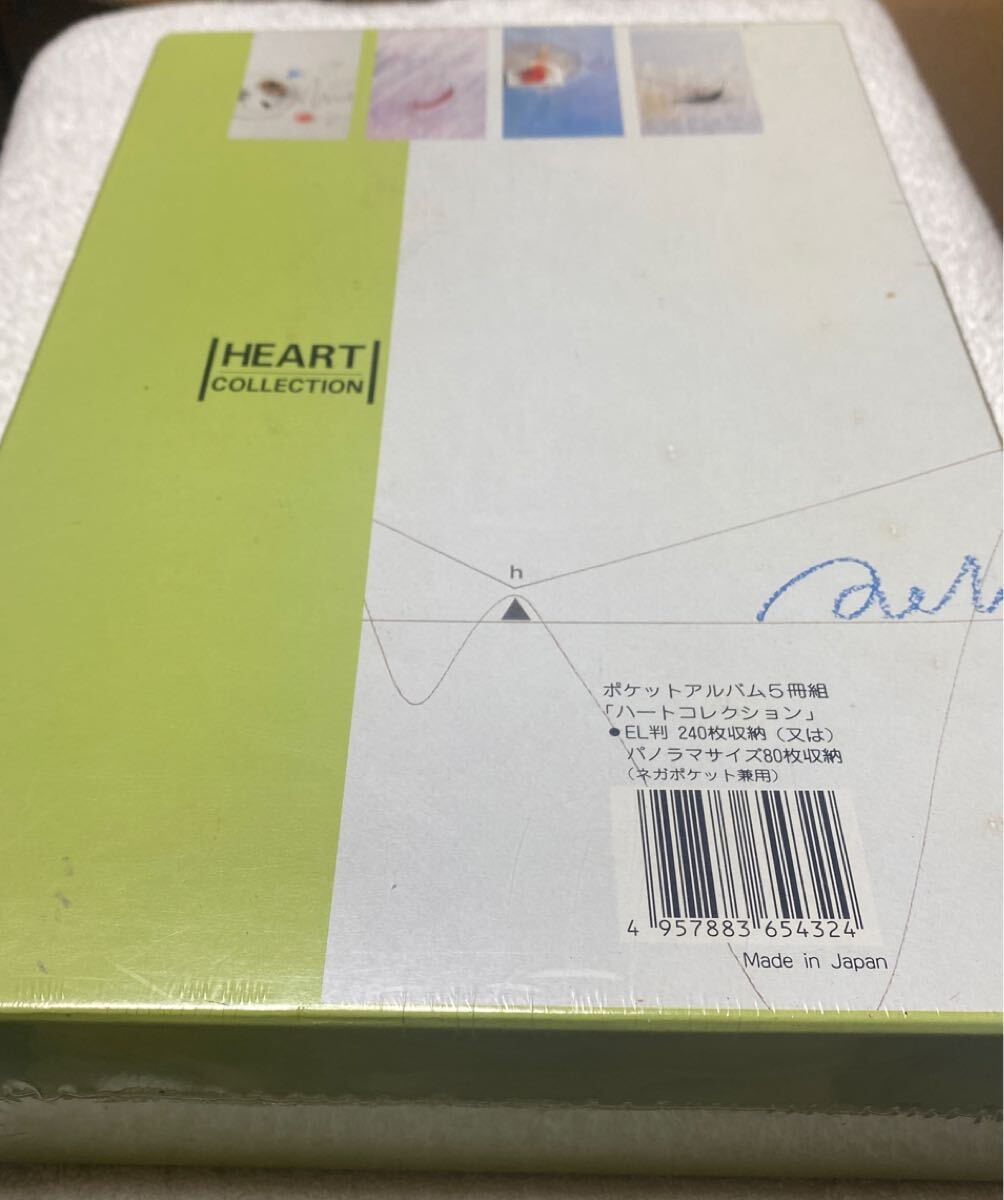 HEART
COLLECTION
h
ポケットアルバム5冊組
「ハートコレクション」
●EL判 240枚収納（又は）
パノラマサイズ80枚収納
（ネガポケット兼用）
4 957883 654324
Made in Japan